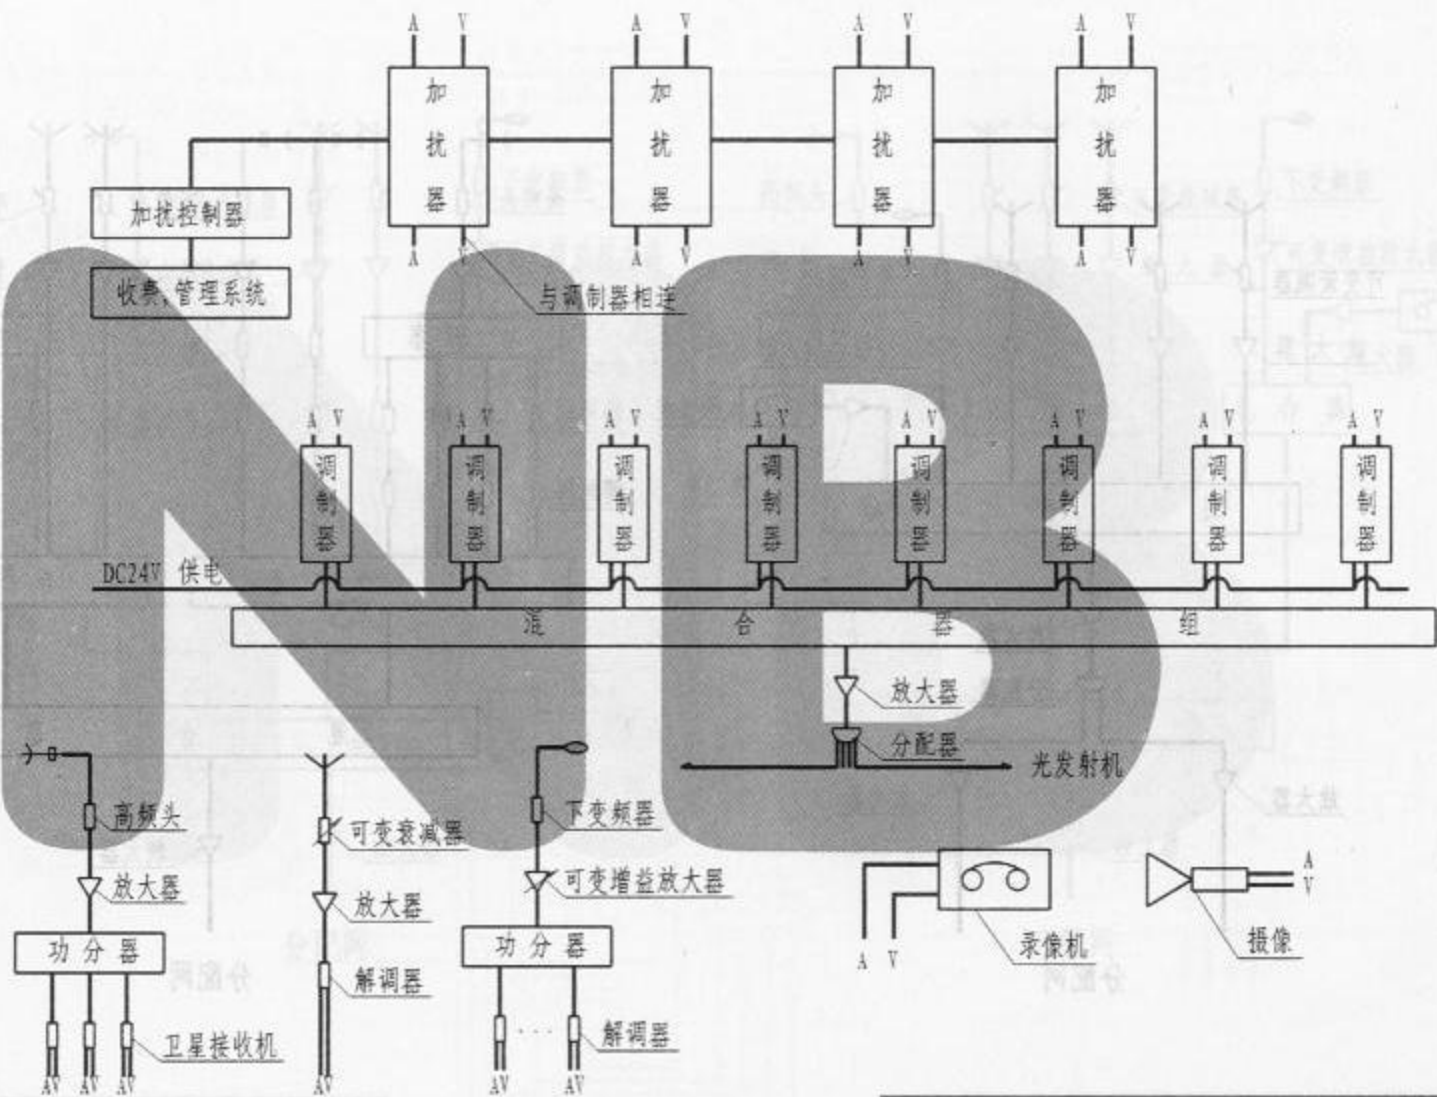 A V A V A V A V
加扰器 加扰器 加扰器 加扰器
A V A V A V A V
加扰控制器
收费,管理系统
与调制器相连
A V A V A V A V A V A V A V A V
调制器 调制器 调制器 调制器 调制器 调制器 调制器 调制器
DC24V 供电
混合器组
放大器
分配器
光发射机
高频头
放大器
功分器
卫星接收机
AV AV AV
可变衰减器
放大器
解调器
AV
下变频器
可变增益放大器
功分器
...
解调器
AV AV
A V
录像机
A
V
摄像
NB